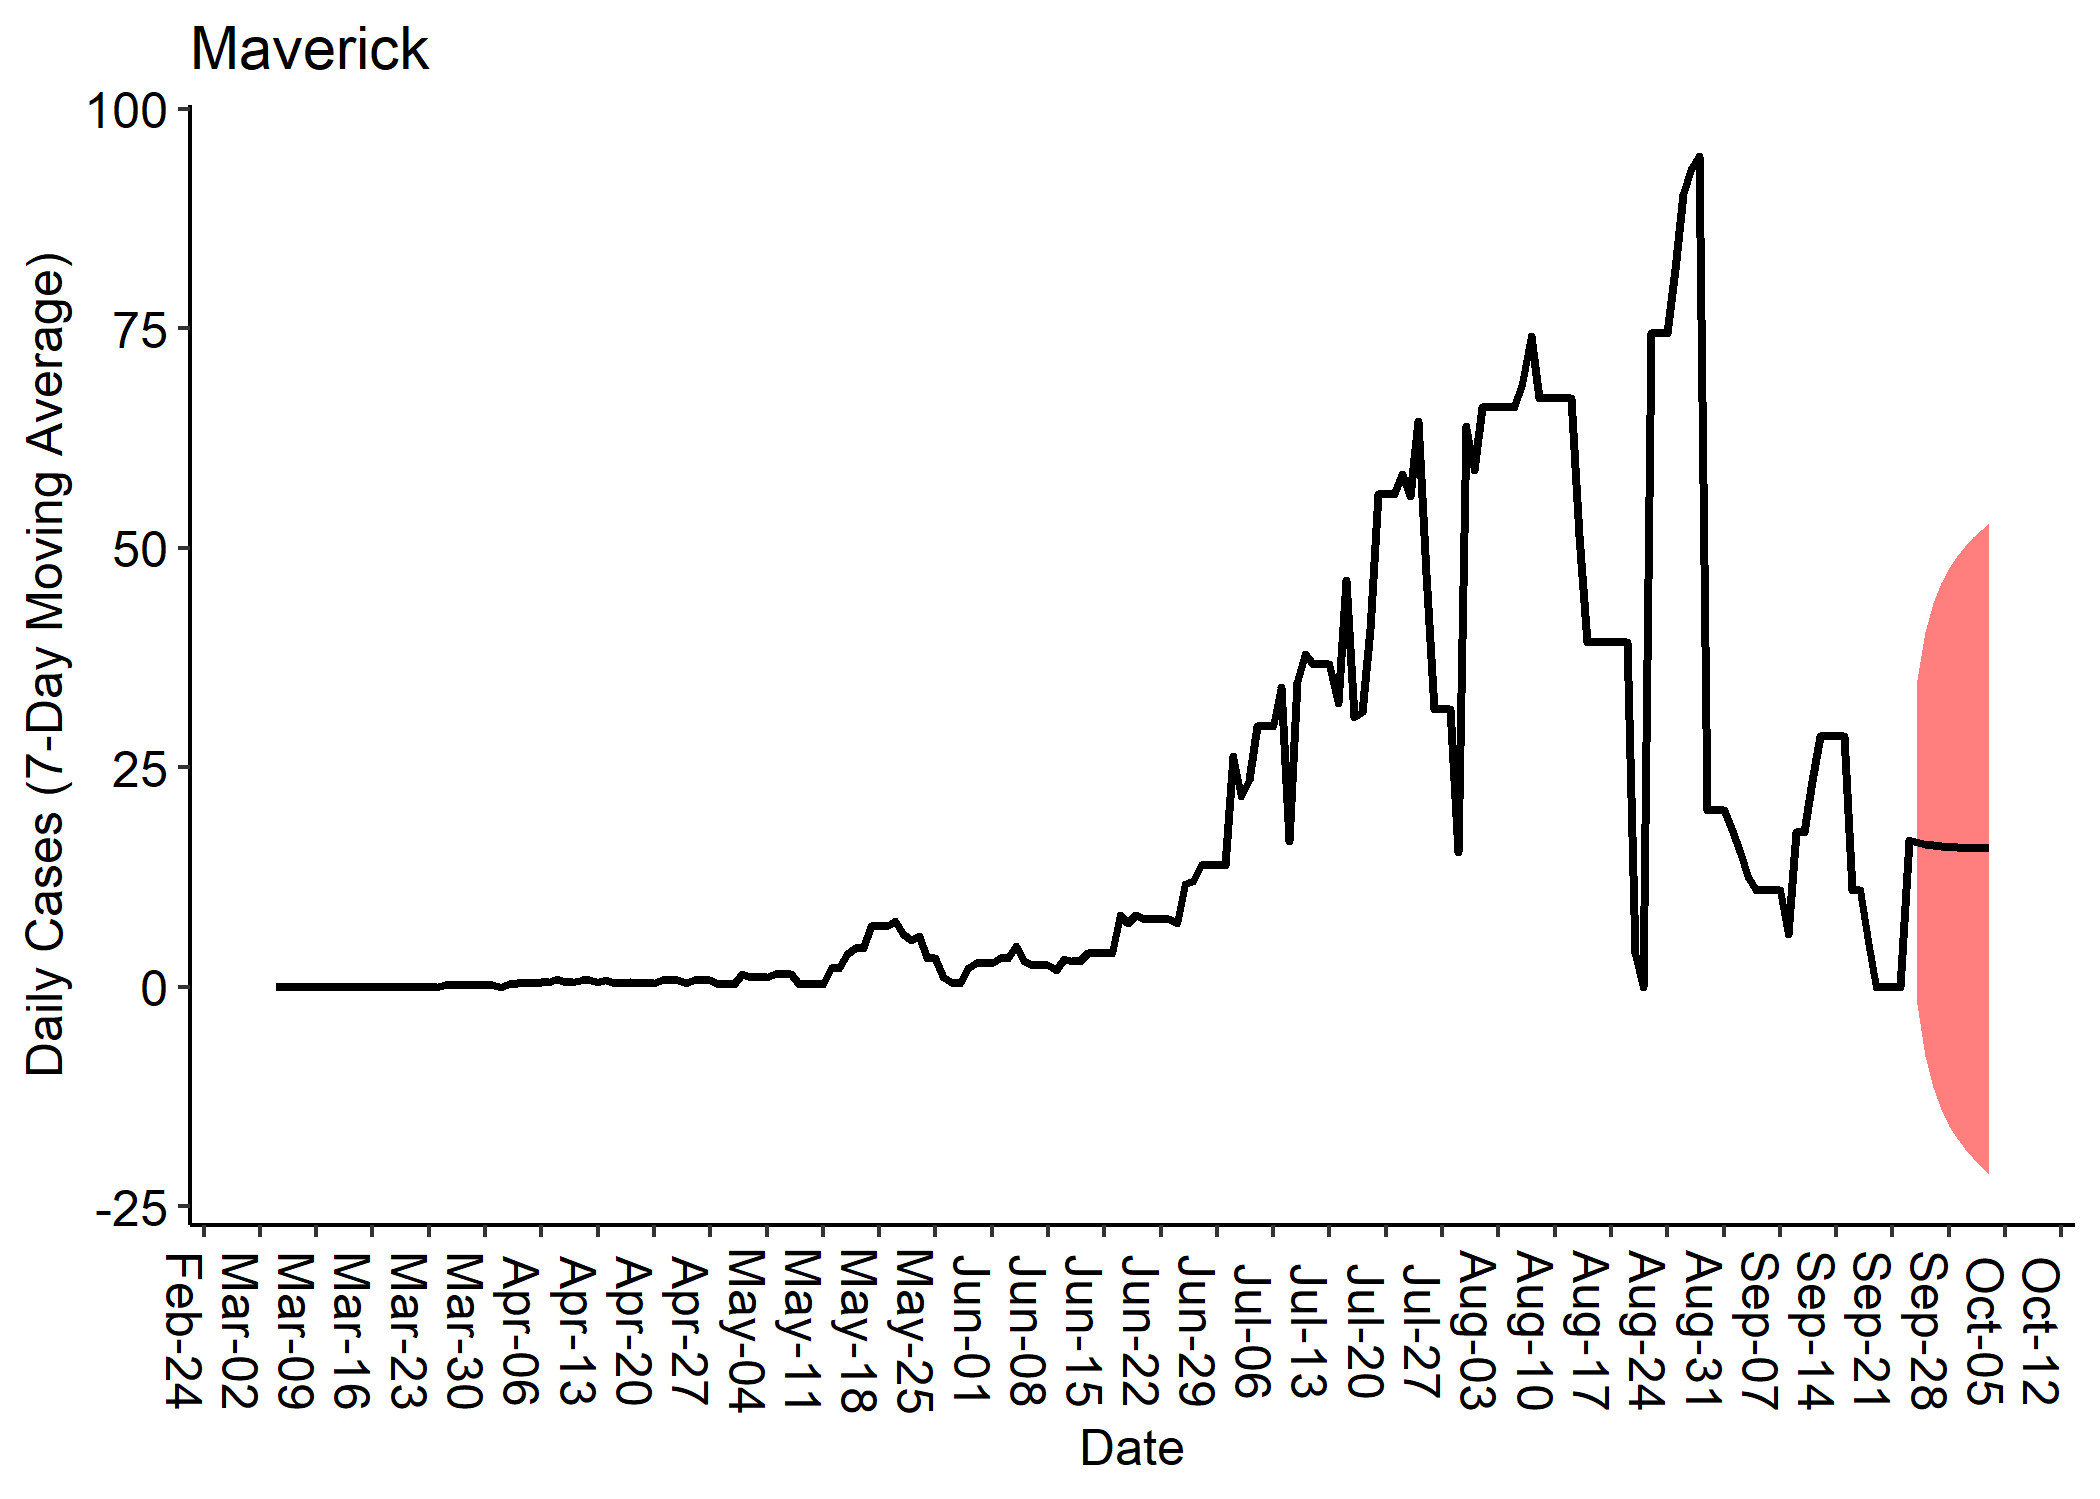 Maverick
Daily Cases (7-Day Moving Average)
100
75
50
25
0
-25
Feb-24
Mar-02
Mar-09
Mar-16
Mar-23
Mar-30
Apr-06
Apr-13
Apr-20
Apr-27
May-04
May-11
May-18
May-25
Jun-01
Jun-08
Jun-15
Jun-22
Jun-29
Jul-06
Jul-13
Jul-20
Jul-27
Aug-03
Aug-10
Aug-17
Aug-24
Aug-31
Sep-07
Sep-14
Sep-21
Sep-28
Oct-05
Oct-12
Date